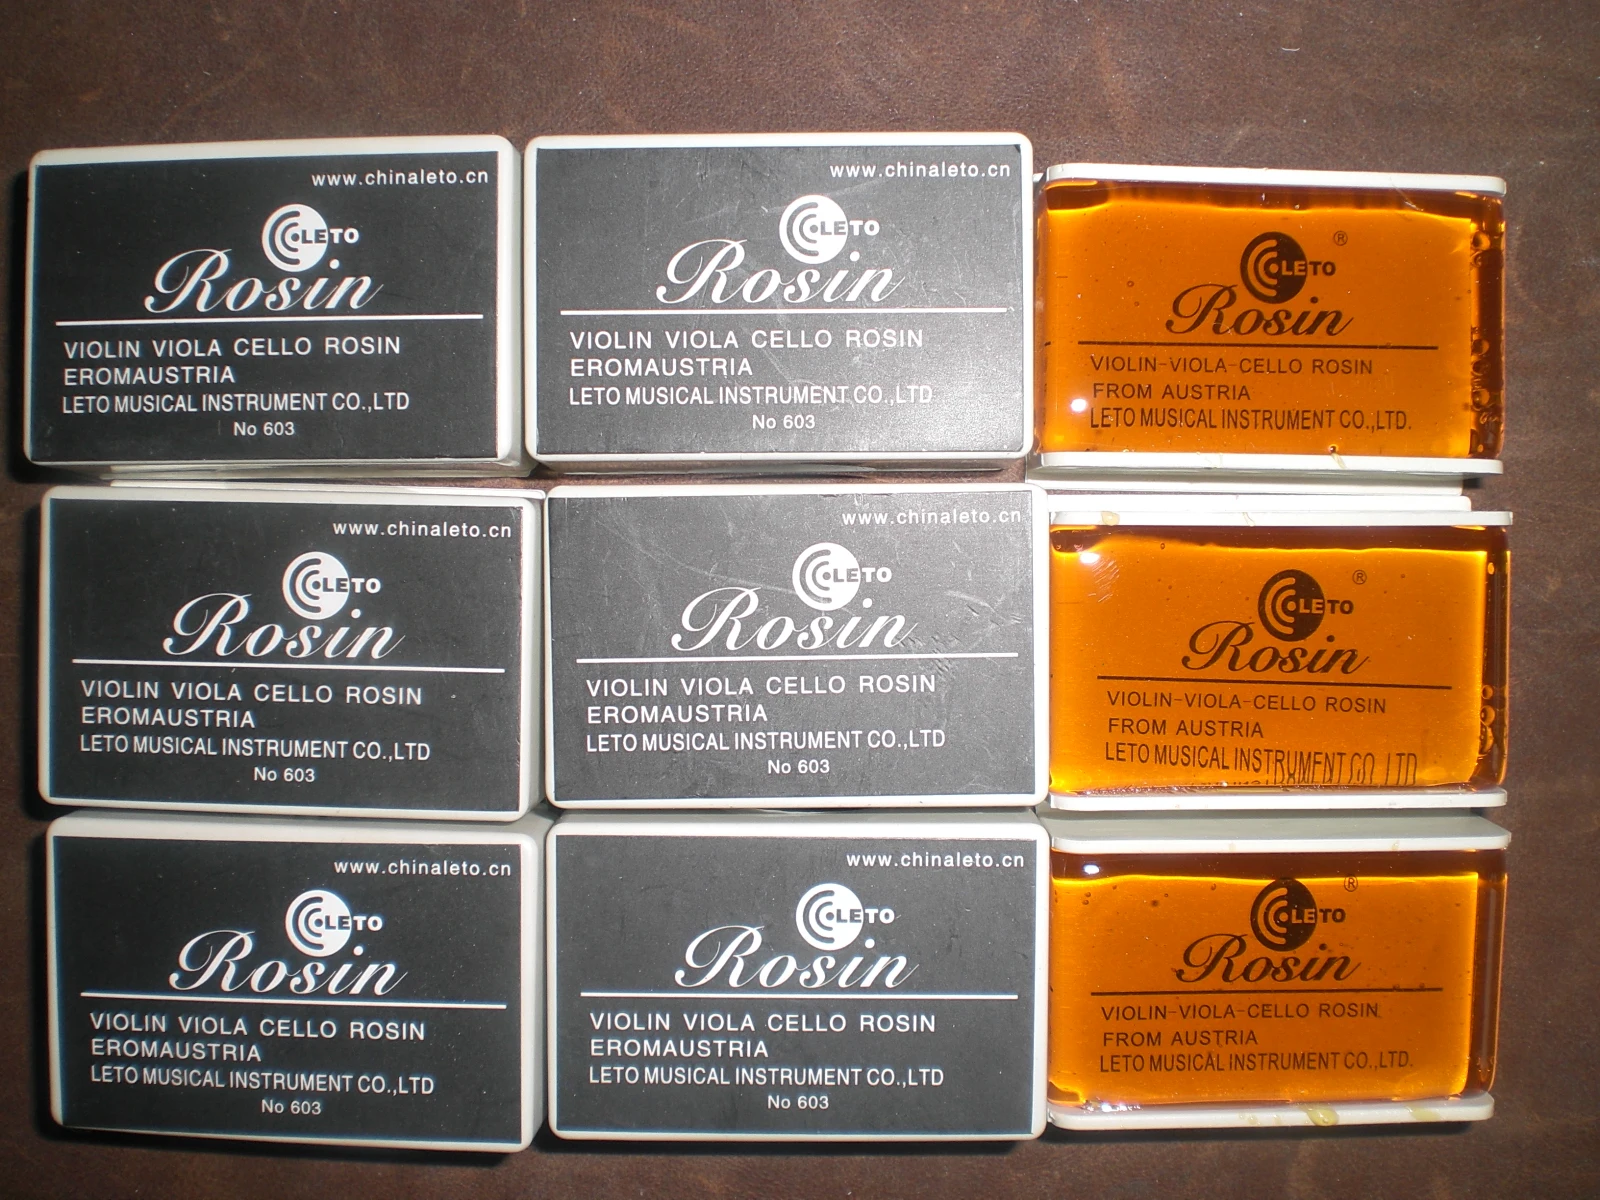 www.chinaleto.cn
LETO
Rosin
VIOLIN VIOLA CELLO ROSIN
EROMAUSTRIA
LETO MUSICAL INSTRUMENT CO.,LTD
No 603
www.chinaleto.cn
LETO
Rosin
VIOLIN VIOLA CELLO ROSIN
EROMAUSTRIA
LETO MUSICAL INSTRUMENT CO.,LTD
No 603
®
LETO
Rosin
VIOLIN-VIOLA-CELLO ROSIN
FROM AUSTRIA
LETO MUSICAL INSTRUMENT CO.,LTD.
www.chinaleto.cn
LETO
Rosin
VIOLIN VIOLA CELLO ROSIN
EROMAUSTRIA
LETO MUSICAL INSTRUMENT CO.,LTD
No 603
www.chinaleto.cn
LETO
Rosin
VIOLIN VIOLA CELLO ROSIN
EROMAUSTRIA
LETO MUSICAL INSTRUMENT CO.,LTD
No 603
®
LETO
Rosin
VIOLIN-VIOLA-CELLO ROSIN
FROM AUSTRIA
LETO MUSICAL INSTRUMENT CO.,LTD
www.chinaleto.cn
LETO
Rosin
VIOLIN VIOLA CELLO ROSIN
EROMAUSTRIA
LETO MUSICAL INSTRUMENT CO.,LTD
No 603
www.chinaleto.cn
LETO
Rosin
VIOLIN VIOLA CELLO ROSIN
EROMAUSTRIA
LETO MUSICAL INSTRUMENT CO.,LTD
No 603
®
LETO
Rosin
VIOLIN-VIOLA-CELLO ROSIN
FROM AUSTRIA
LETO MUSICAL INSTRUMENT CO.,LTD.